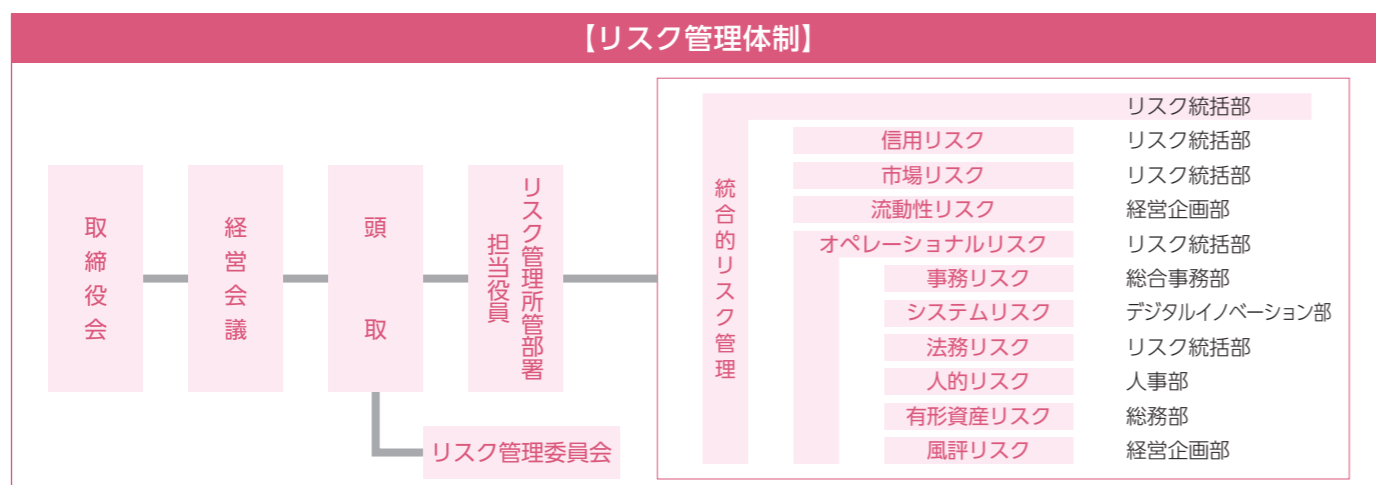 【リスク管理体制】
取締役会
経営会議
頭取
リスク管理所管部署
担当役員
リスク管理委員会
統合的リスク管理
リスク統括部
信用リスク リスク統括部
市場リスク リスク統括部
流動性リスク 経営企画部
オペレーショナルリスク リスク統括部
事務リスク 総合事務部
システムリスク デジタルイノベーション部
法務リスク リスク統括部
人的リスク 人事部
有形資産リスク 総務部
風評リスク 経営企画部